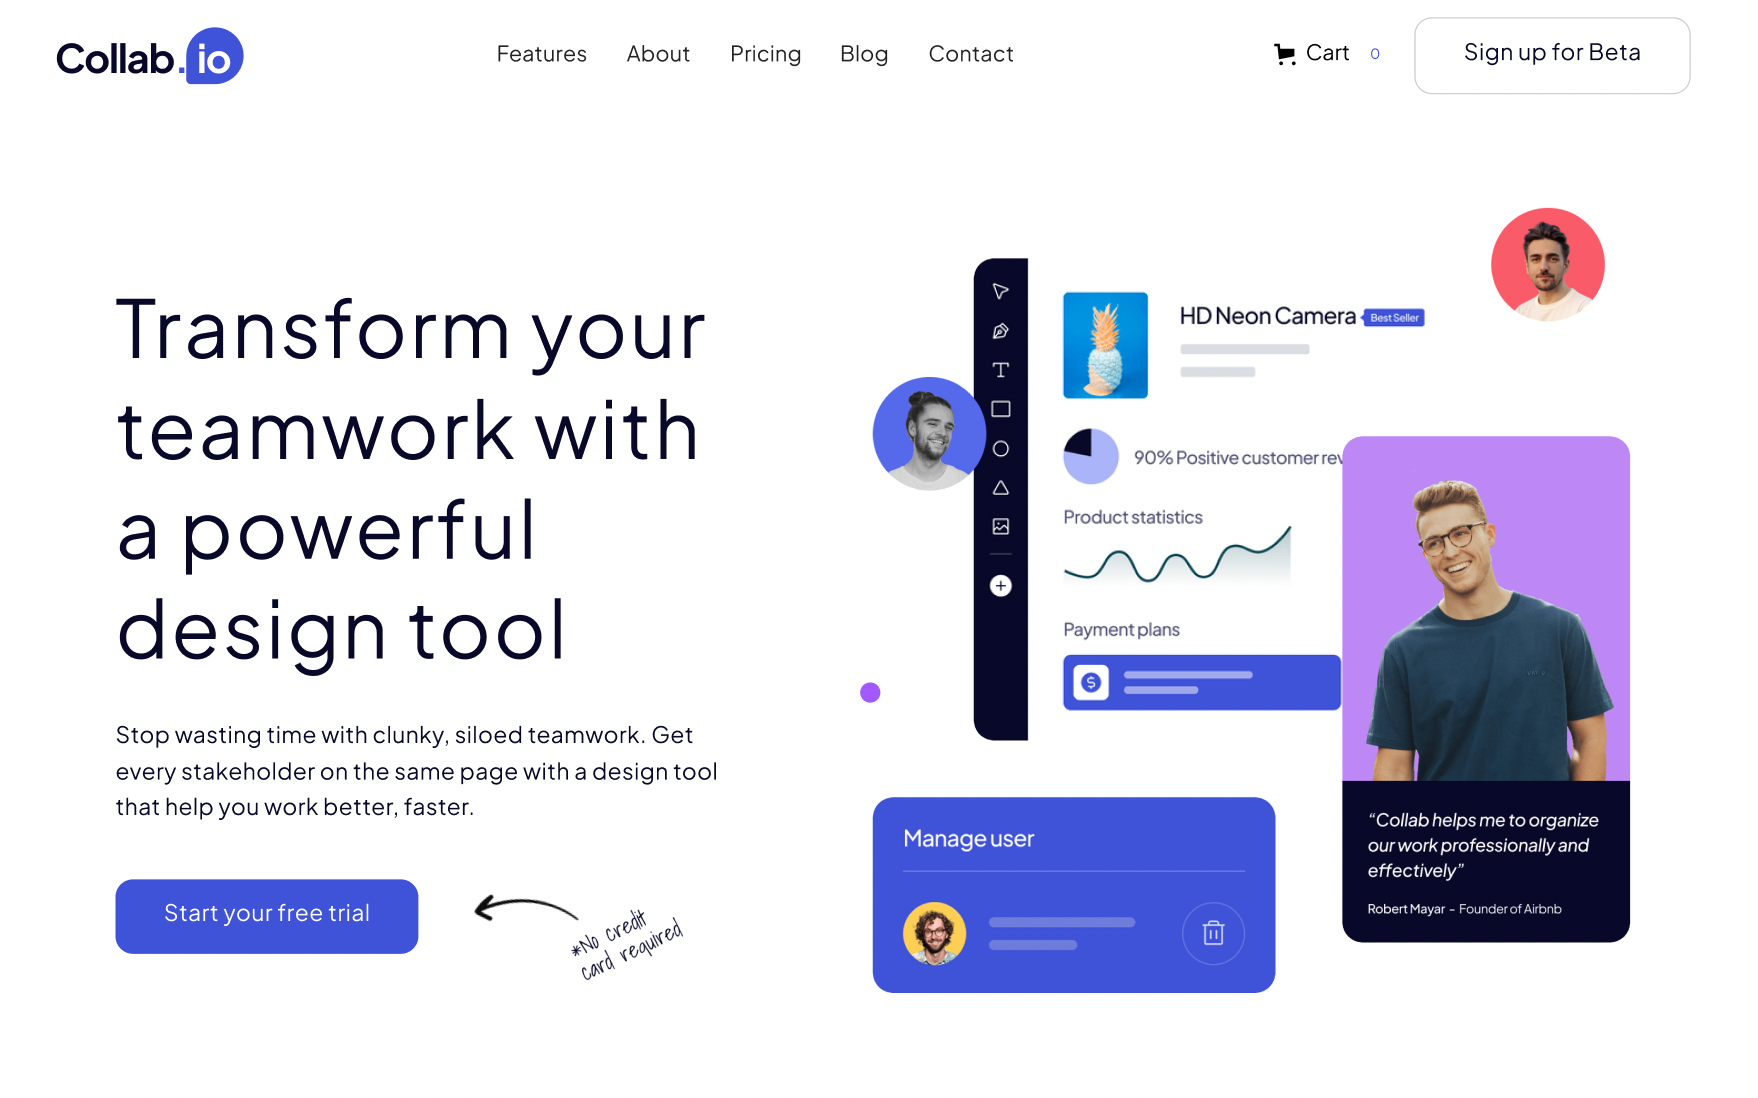 Collab.io
Features
About
Pricing
Blog
Contact
Cart 0
Sign up for Beta
Transform your
teamwork with
a powerful
design tool
Stop wasting time with clunky, siloed teamwork. Get
every stakeholder on the same page with a design tool
that help you work better, faster.
Start your free trial
*No credit
card required
HD Neon Camera
Best Seller
90% Positive customer rev
Product statistics
Payment plans
Manage user
“Collab helps me to organize
our work professionally and
effectively”
Robert Mayar - Founder of Airbnb